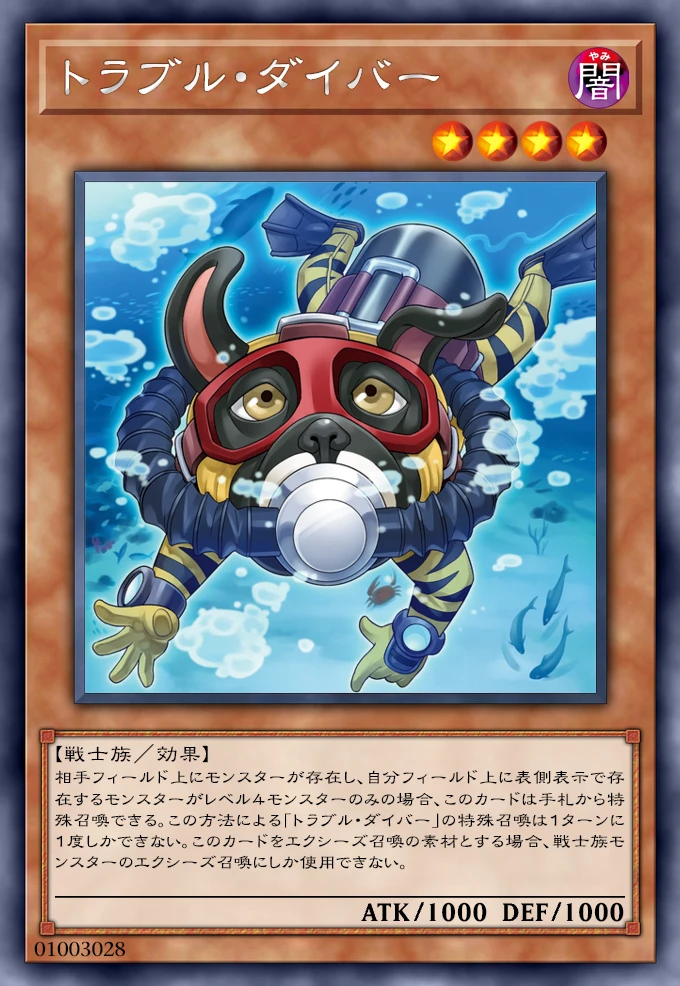 トラブル・ダイバー
やみ
闇
【戦士族／効果】
相手フィールド上にモンスターが存在し、自分フィールド上に表側表示で存
在するモンスターがレベル4モンスターのみの場合、このカードは手札から特
殊召喚できる。この方法による「トラブル・ダイバー」の特殊召喚は1ターンに
1度しかできない。このカードをエクシーズ召喚の素材とする場合、戦士族モ
ンスターのエクシーズ召喚にしか使用できない。
ATK/1000 DEF/1000
01003028